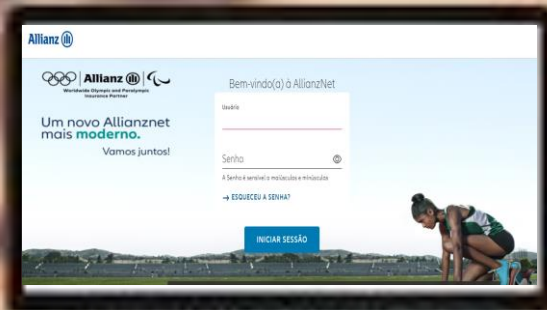 Allianz
Allianz
Worldwide Olympic and Paralympic
Insurance Partner
Um novo Allianznet
mais moderno.
Vamos juntos!
Bem-vindo(a) à AllianzNet
Usuário
Senha
A Senha é sensível a maiúsculas e minúsculas
→ ESQUECEU A SENHA?
INICIAR SESSÃO